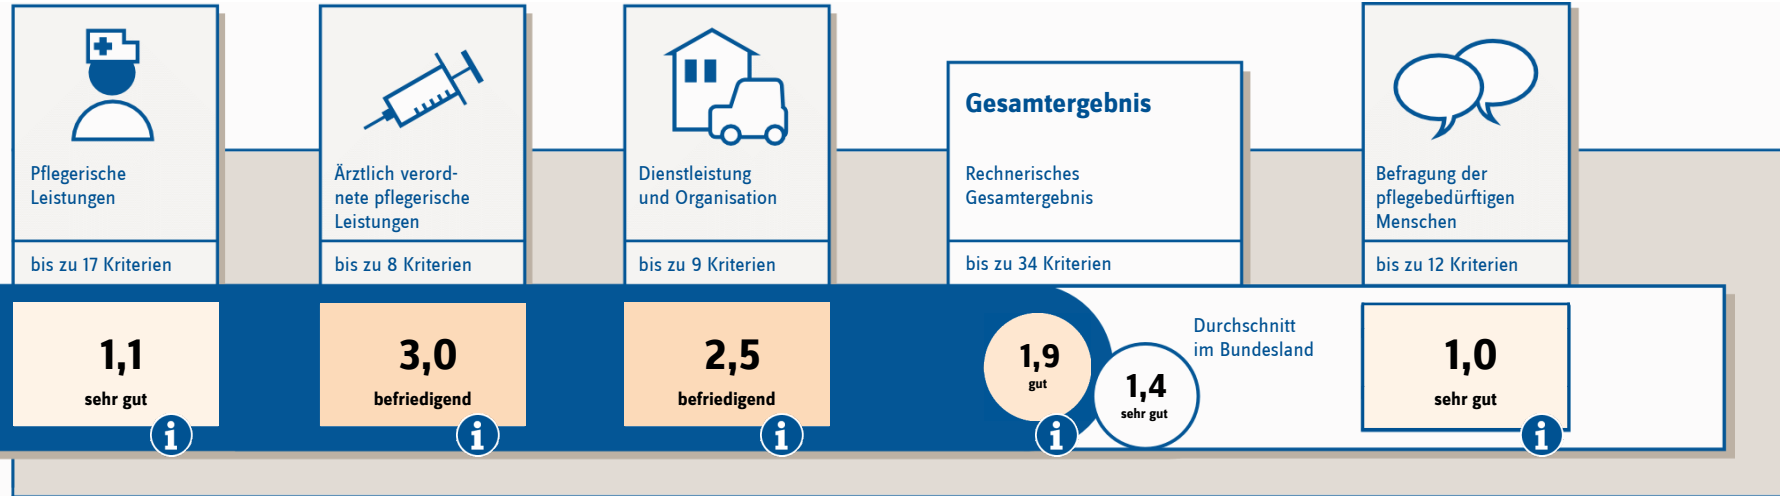 Pflegerische
Leistungen
bis zu 17 Kriterien
1,1
sehr gut
i
Ärztlich verord-
nete pflegerische
Leistungen
bis zu 8 Kriterien
3,0
befriedigend
i
Dienstleistung
und Organisation
bis zu 9 Kriterien
2,5
befriedigend
i
Gesamtergebnis
Rechnerisches
Gesamtergebnis
bis zu 34 Kriterien
1,9
gut
i
1,4
sehr gut
Durchschnitt
im Bundesland
Befragung der
pflegebedürftigen
Menschen
bis zu 12 Kriterien
1,0
sehr gut
i